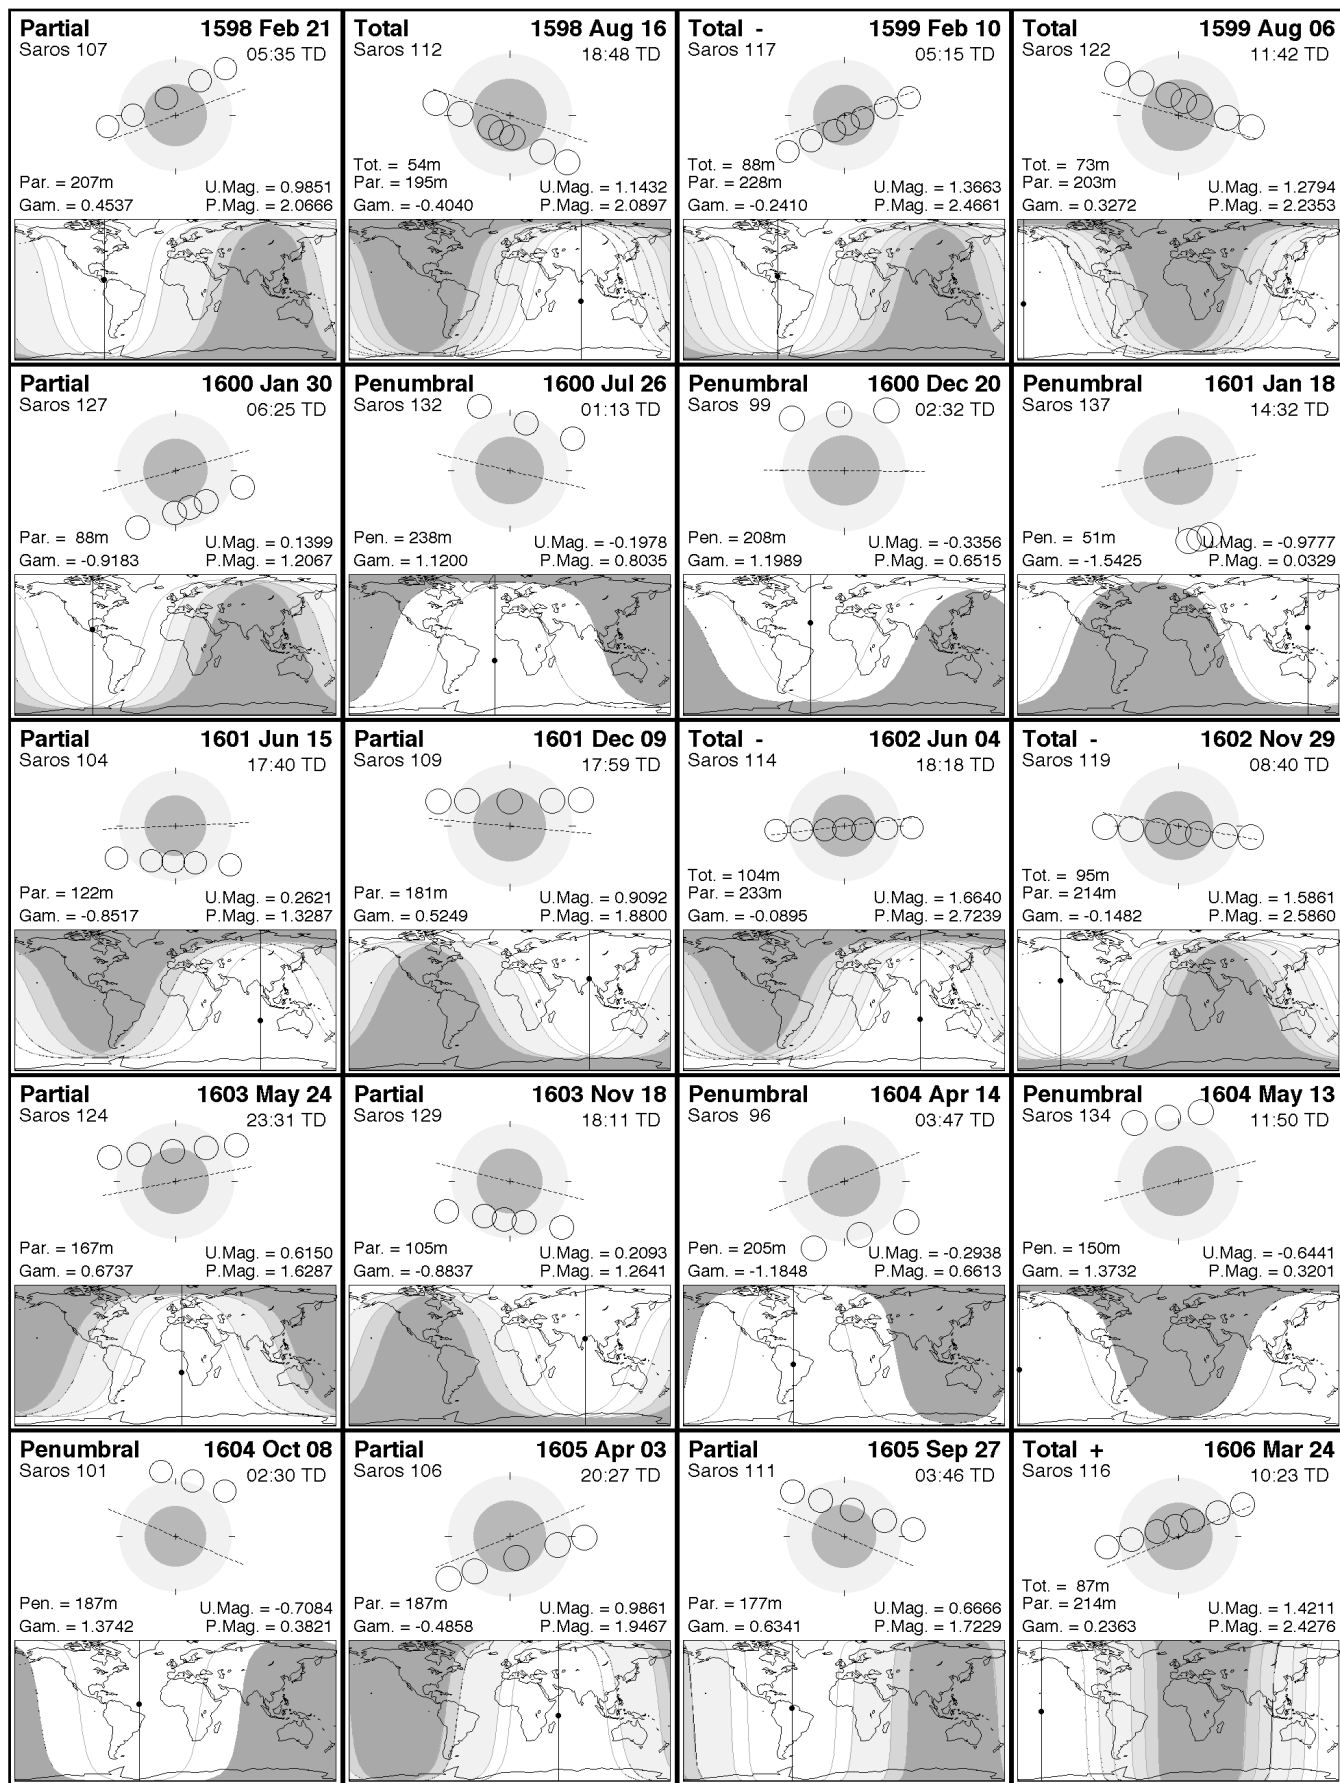 Partial 1598 Feb 21
Saros 107 05:35 TD
Par. = 207m U.Mag. = 0.9851
Gam. = 0.4537 P.Mag. = 2.0666
Total 1598 Aug 16
Saros 112 18:48 TD
Tot. = 54m
Par. = 195m U.Mag. = 1.1432
Gam. = -0.4040 P.Mag. = 2.0897
Total - 1599 Feb 10
Saros 117 05:15 TD
Tot. = 88m
Par. = 228m U.Mag. = 1.3663
Gam. = -0.2410 P.Mag. = 2.4661
Total 1599 Aug 06
Saros 122 11:42 TD
Tot. = 73m
Par. = 203m U.Mag. = 1.2794
Gam. = 0.3272 P.Mag. = 2.2353
Partial 1600 Jan 30
Saros 127 06:25 TD
Par. = 88m U.Mag. = 0.1399
Gam. = -0.9183 P.Mag. = 1.2067
Penumbral 1600 Jul 26
Saros 132 01:13 TD
Pen. = 238m U.Mag. = -0.1978
Gam. = 1.1200 P.Mag. = 0.8035
Penumbral 1600 Dec 20
Saros 99 02:32 TD
Pen. = 208m U.Mag. = -0.3356
Gam. = 1.1989 P.Mag. = 0.6515
Penumbral 1601 Jan 18
Saros 137 14:32 TD
Pen. = 51m U.Mag. = -0.9777
Gam. = -1.5425 P.Mag. = 0.0329
Partial 1601 Jun 15
Saros 104 17:40 TD
Par. = 122m U.Mag. = 0.2621
Gam. = -0.8517 P.Mag. = 1.3287
Partial 1601 Dec 09
Saros 109 17:59 TD
Par. = 181m U.Mag. = 0.9092
Gam. = 0.5249 P.Mag. = 1.8800
Total - 1602 Jun 04
Saros 114 18:18 TD
Tot. = 104m
Par. = 233m U.Mag. = 1.6640
Gam. = -0.0895 P.Mag. = 2.7239
Total - 1602 Nov 29
Saros 119 08:40 TD
Tot. = 95m
Par. = 214m U.Mag. = 1.5861
Gam. = -0.1482 P.Mag. = 2.5860
Partial 1603 May 24
Saros 124 23:31 TD
Par. = 167m U.Mag. = 0.6150
Gam. = 0.6737 P.Mag. = 1.6287
Partial 1603 Nov 18
Saros 129 18:11 TD
Par. = 105m U.Mag. = 0.2093
Gam. = -0.8837 P.Mag. = 1.2641
Penumbral 1604 Apr 14
Saros 96 03:47 TD
Pen. = 205m U.Mag. = -0.2938
Gam. = -1.1848 P.Mag. = 0.6613
Penumbral 1604 May 13
Saros 134 11:50 TD
Pen. = 150m U.Mag. = -0.6441
Gam. = 1.3732 P.Mag. = 0.3201
Penumbral 1604 Oct 08
Saros 101 02:30 TD
Pen. = 187m U.Mag. = -0.7084
Gam. = 1.3742 P.Mag. = 0.3821
Partial 1605 Apr 03
Saros 106 20:27 TD
Par. = 187m U.Mag. = 0.9861
Gam. = -0.4858 P.Mag. = 1.9467
Partial 1605 Sep 27
Saros 111 03:46 TD
Par. = 177m U.Mag. = 0.6666
Gam. = 0.6341 P.Mag. = 1.7229
Total + 1606 Mar 24
Saros 116 10:23 TD
Tot. = 87m
Par. = 214m U.Mag. = 1.4211
Gam. = 0.2363 P.Mag. = 2.4276